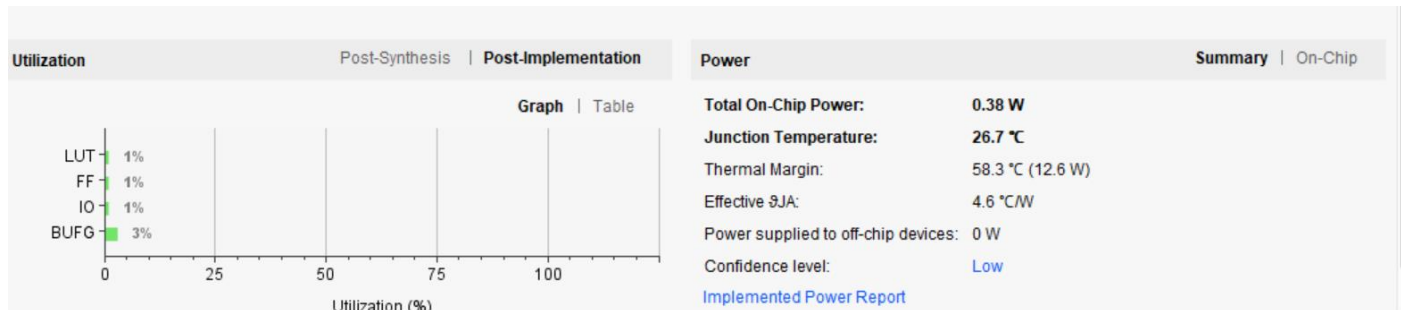 Utilization
Post-Synthesis | Post-Implementation
Graph | Table
LUT 1%
FF 1%
IO 1%
BUFG 3%
0 25 50 75 100
Utilization (%)
Power
Summary | On-Chip
Total On-Chip Power: 0.38 W
Junction Temperature: 26.7 °C
Thermal Margin: 58.3 °C (12.6 W)
Effective ϑJA: 4.6 °C/W
Power supplied to off-chip devices: 0 W
Confidence level: Low
Implemented Power Report